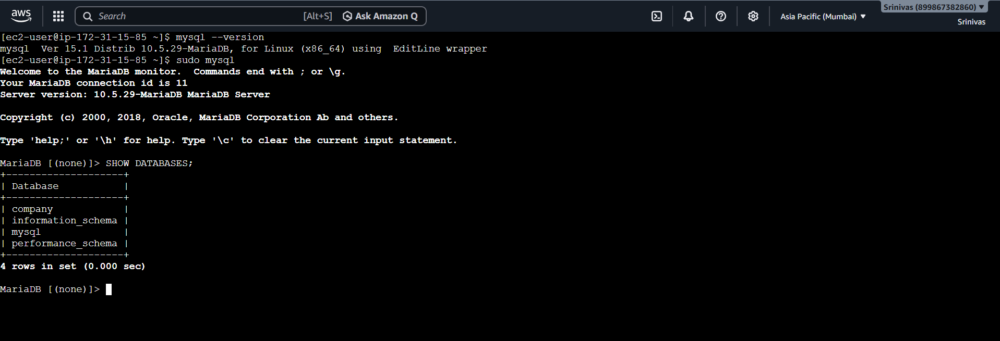 aws
Search [Alt+S] Ask Amazon Q
Asia Pacific (Mumbai)
Srinivas (899867382860)
Srinivas
[ec2-user@ip-172-31-15-85 ~]$ mysql --version
mysql  Ver 15.1 Distrib 10.5.29-MariaDB, for Linux (x86_64) using  EditLine wrapper
[ec2-user@ip-172-31-15-85 ~]$ sudo mysql
Welcome to the MariaDB monitor.  Commands end with ; or \g.
Your MariaDB connection id is 11
Server version: 10.5.29-MariaDB MariaDB Server
Copyright (c) 2000, 2018, Oracle, MariaDB Corporation Ab and others.
Type 'help;' or '\h' for help. Type '\c' to clear the current input statement.
MariaDB [(none)]> SHOW DATABASES;
+--------------------+
| Database           |
+--------------------+
| company            |
| information_schema |
| mysql              |
| performance_schema |
+--------------------+
4 rows in set (0.000 sec)
MariaDB [(none)]>